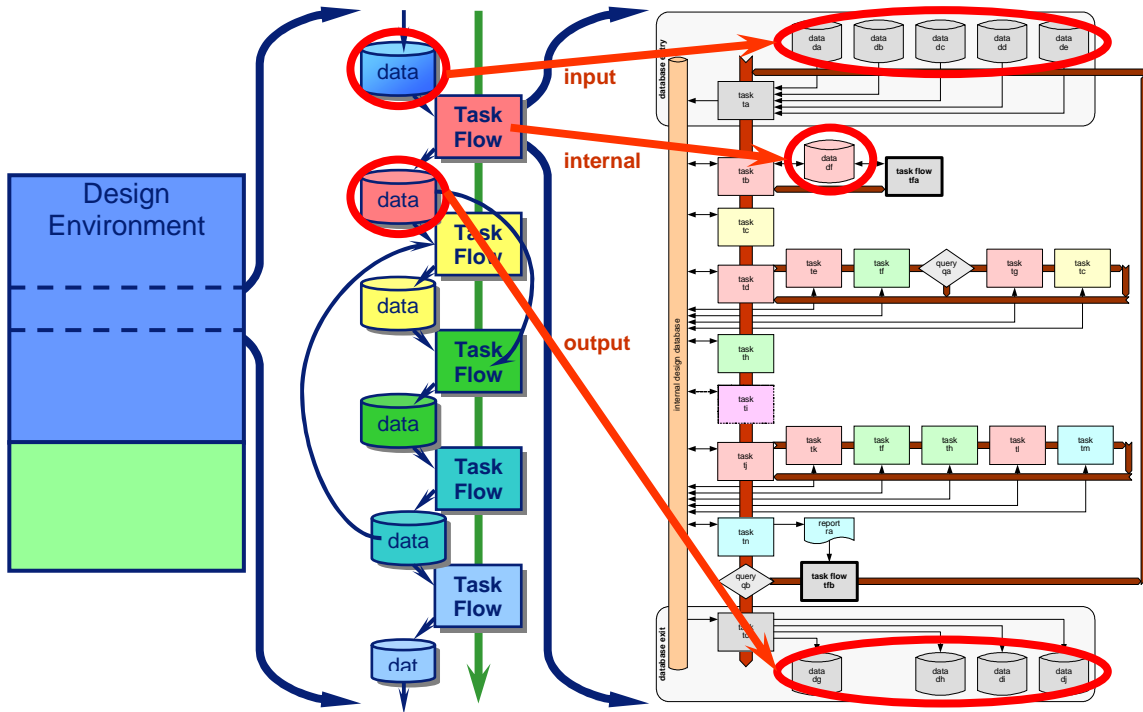 Design
Environment
data
Task
Flow
data
Task
Flow
data
Task
Flow
data
Task
Flow
data
Task
Flow
dat
input
internal
output
database entry
data
da
data
db
data
dc
data
dd
data
de
task
ta
internal design database
task
tb
data
df
task flow
tfa
task
tc
task
td
task
te
task
tf
query
qa
task
tg
task
tc
task
th
task
ti
task
tj
task
tk
task
tf
task
th
task
tl
task
tm
task
tn
report
ra
query
qb
task flow
tfb
database exit
task
data
dg
data
dh
data
di
data
dj